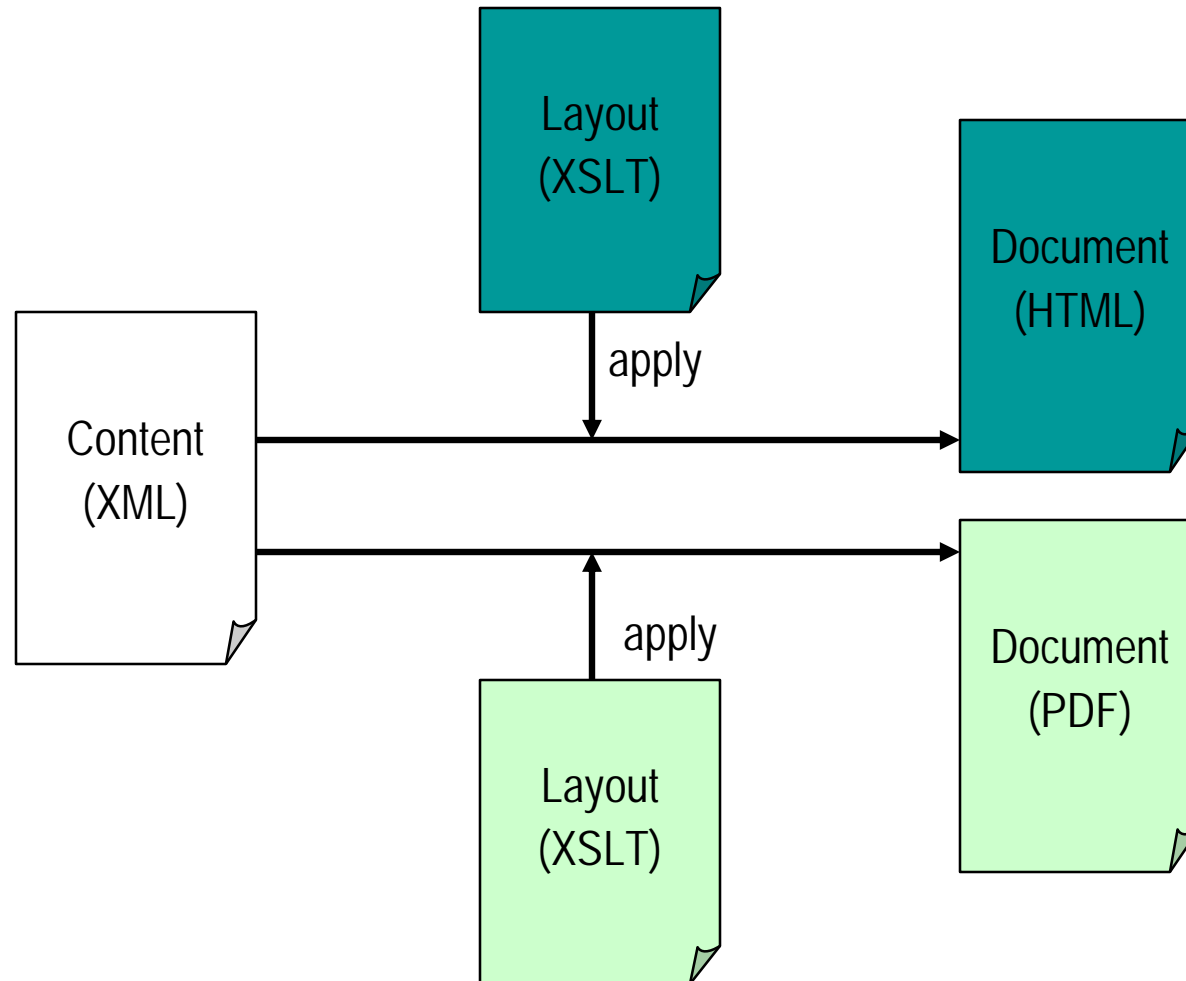 Layout
(XSLT)
Document
(HTML)
apply
Content
(XML)
apply
Document
(PDF)
Layout
(XSLT)